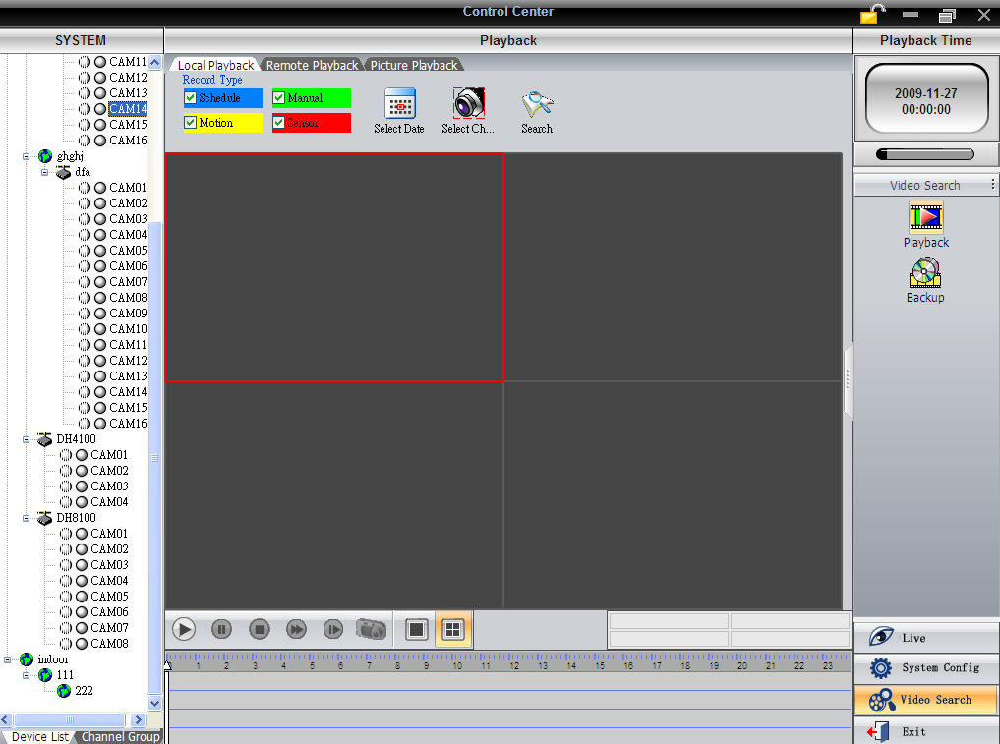 Control Center
SYSTEM
Playback
Playback Time
CAM11
CAM12
CAM13
CAM14
CAM15
CAM16
ghghj
dfa
CAM01
CAM02
CAM03
CAM04
CAM05
CAM06
CAM07
CAM08
CAM09
CAM10
CAM11
CAM12
CAM13
CAM14
CAM15
CAM16
DH4100
CAM01
CAM02
CAM03
CAM04
DH8100
CAM01
CAM02
CAM03
CAM04
CAM05
CAM06
CAM07
CAM08
indoor
111
222
Device List Channel Group
Local Playback Remote Playback Picture Playback
Record Type
Schedule Manual
Motion Sensor
Select Date Select Ch... Search
1 2 3 4 5 6 7 8 9 10 11 12 13 14 15 16 17 18 19 20 21 22 23
2009-11-27
00:00:00
Video Search
Playback
Backup
Live
System Config
Video Search
Exit